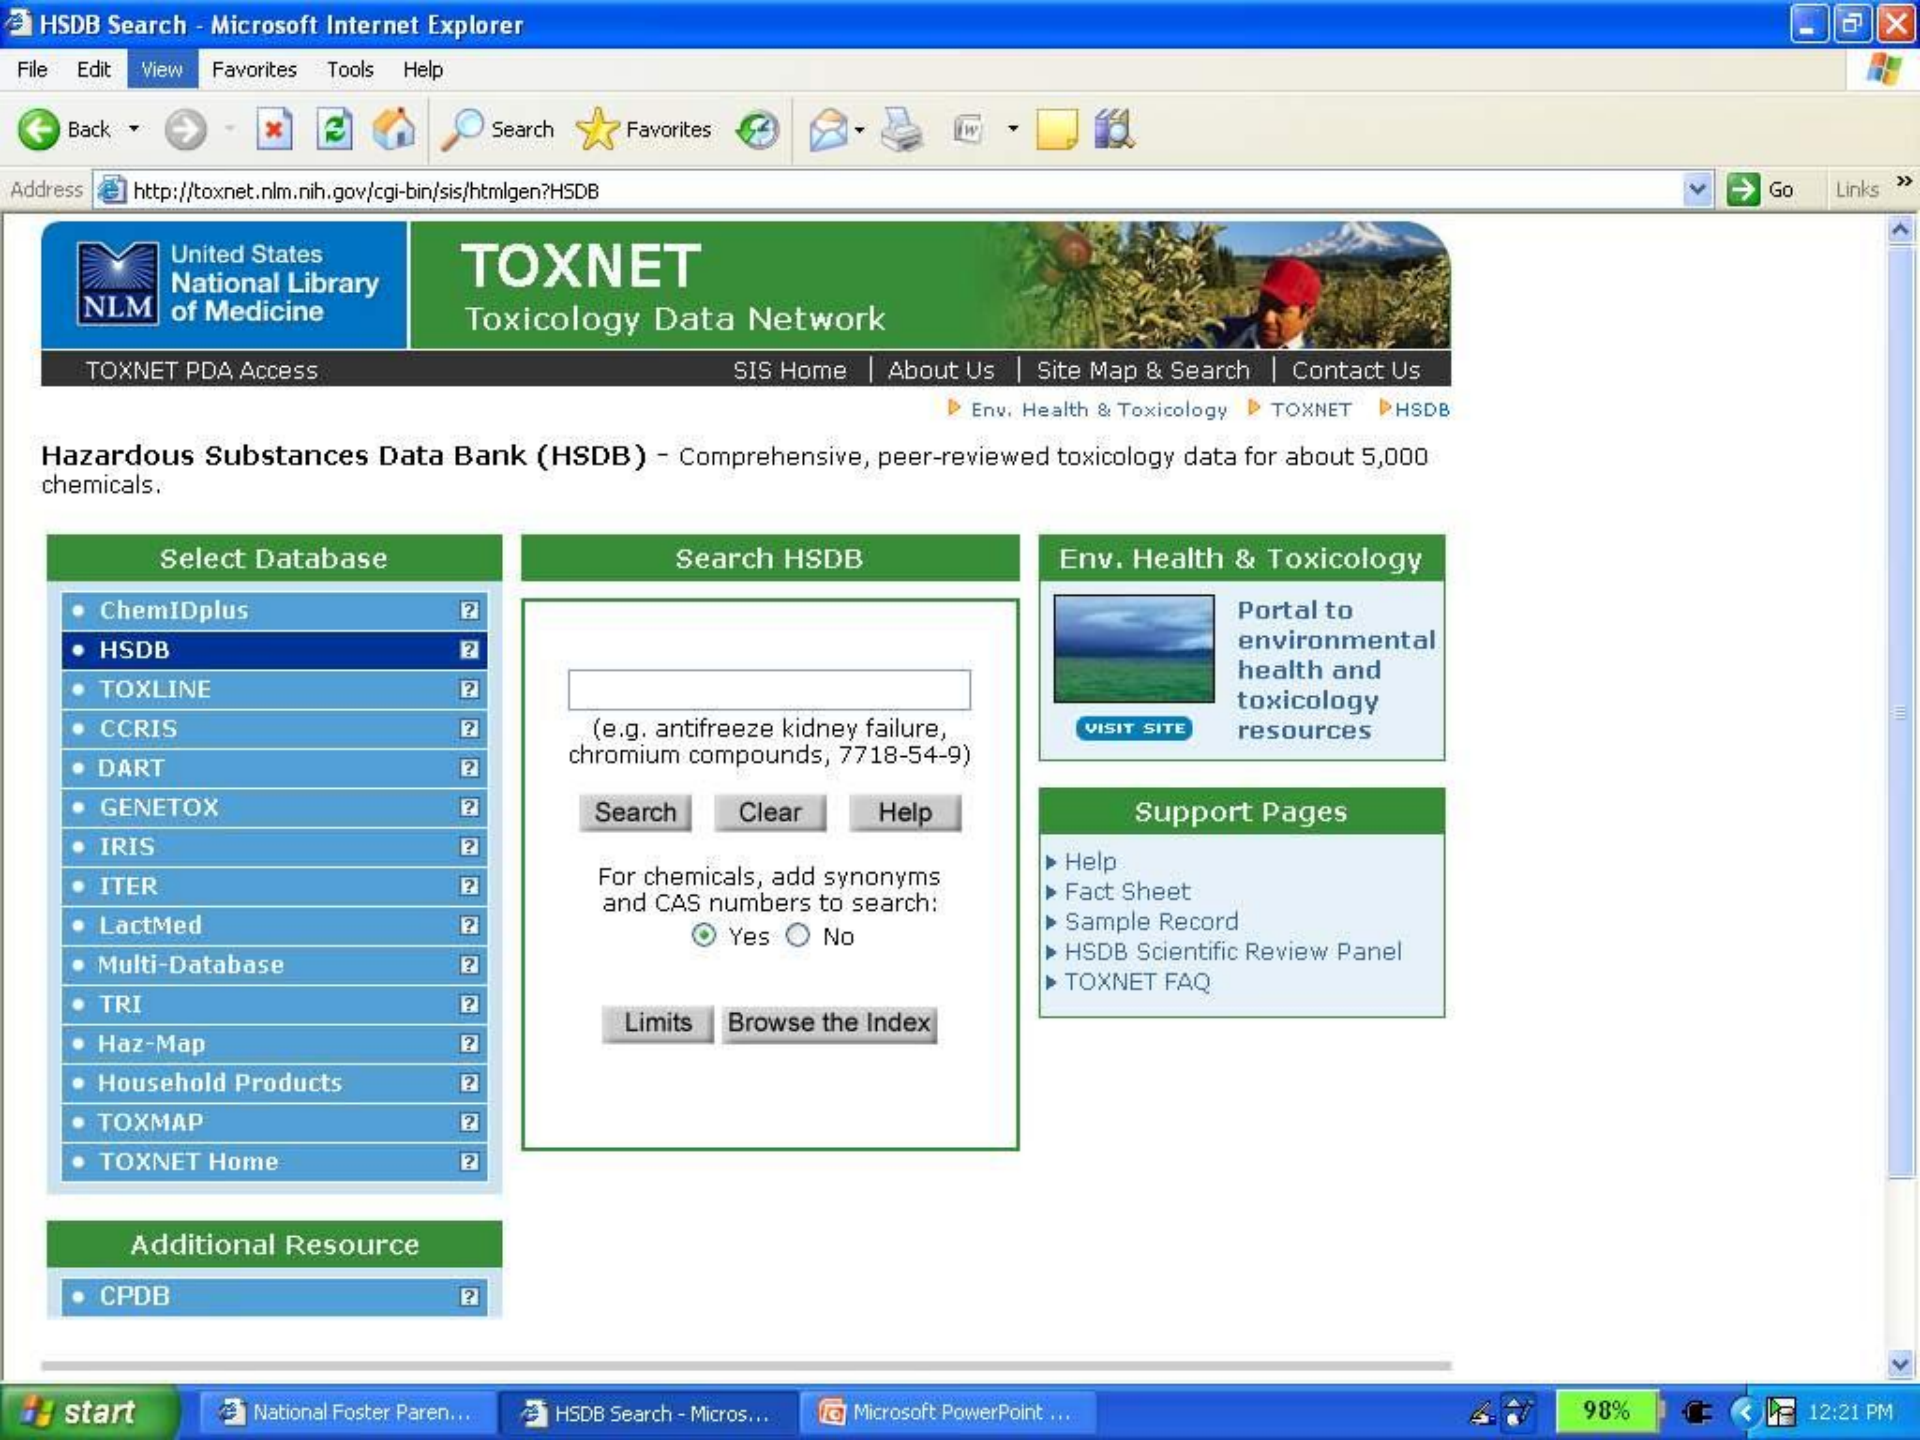 HSDB Search - Microsoft Internet Explorer
File Edit View Favorites Tools Help
Back Search Favorites
Address http://toxnet.nlm.nih.gov/cgi-bin/sis/htmlgen?HSDB Go Links »
NLM
United States
National Library
of Medicine
TOXNET
Toxicology Data Network
TOXNET PDA Access SIS Home | About Us | Site Map & Search | Contact Us
Env. Health & Toxicology TOXNET HSDB
Hazardous Substances Data Bank (HSDB) - Comprehensive, peer-reviewed toxicology data for about 5,000
chemicals.
Select Database
• ChemIDplus ?
• HSDB ?
• TOXLINE ?
• CCRIS ?
• DART ?
• GENETOX ?
• IRIS ?
• ITER ?
• LactMed ?
• Multi-Database ?
• TRI ?
• Haz-Map ?
• Household Products ?
• TOXMAP ?
• TOXNET Home ?
Additional Resource
• CPDB ?
Search HSDB
(e.g. antifreeze kidney failure,
chromium compounds, 7718-54-9)
Search Clear Help
For chemicals, add synonyms
and CAS numbers to search:
Yes No
Limits Browse the Index
Env. Health & Toxicology
Portal to
environmental
health and
toxicology
resources
VISIT SITE
Support Pages
Help
Fact Sheet
Sample Record
HSDB Scientific Review Panel
TOXNET FAQ
start National Foster Paren... HSDB Search - Micros... Microsoft PowerPoint ... 98% 12:21 PM